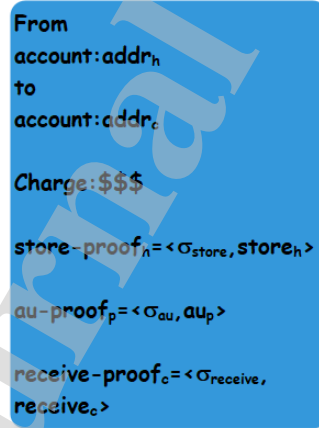 From
account:addrₕ
to
account:addr꜀
Charge:$$$
store-proofₕ=<σstore,storeₕ>
au-proofₚ=<σau,auₚ>
receive-proof꜀=<σreceive,
receive꜀>